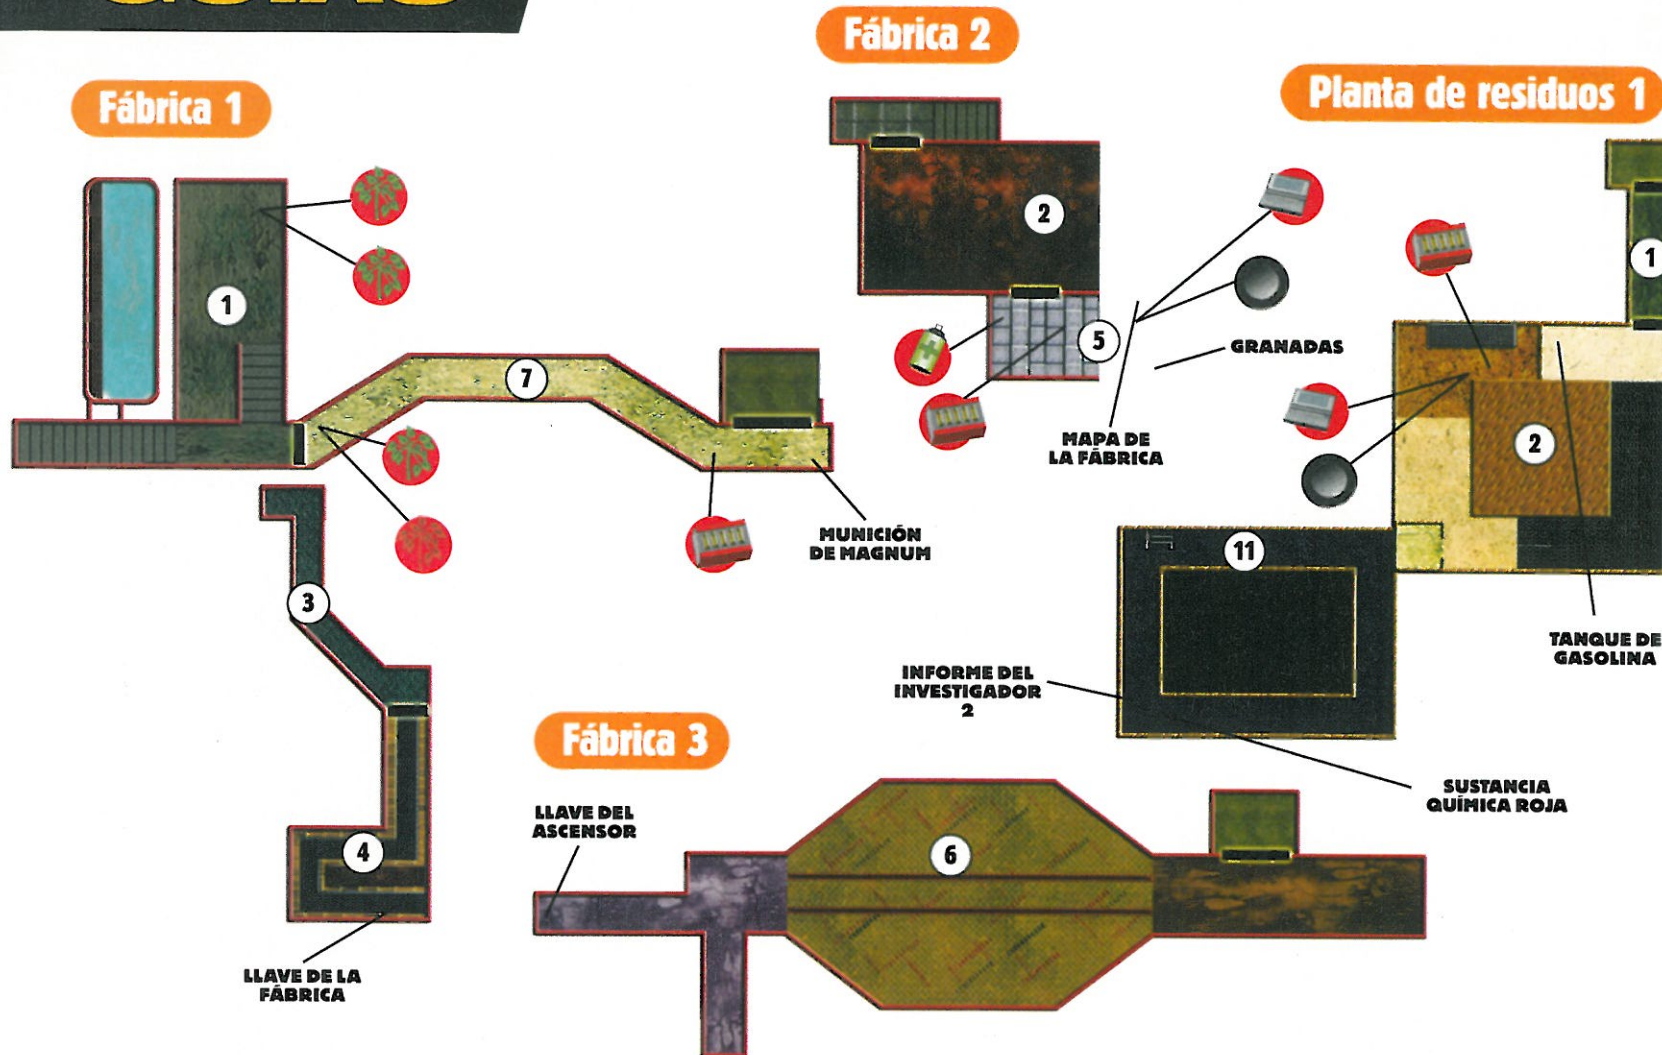 Fábrica 1
Fábrica 2
Planta de residuos 1
1
7
3
4
LLAVE DE LA
FÁBRICA
MUNICIÓN
DE MAGNUM
2
5
GRANADAS
MAPA DE
LA FÁBRICA
1
2
TANQUE DE
GASOLINA
11
INFORME DEL
INVESTIGADOR
2
SUSTANCIA
QUÍMICA ROJA
Fábrica 3
LLAVE DEL
ASCENSOR
6